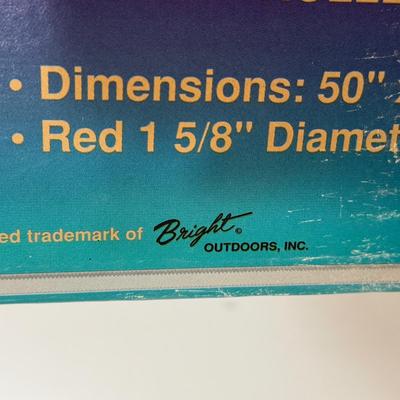 • Dimensions: 50"
• Red 1 5/8" Diamet
ed trademark of Bright©
OUTDOORS, INC.